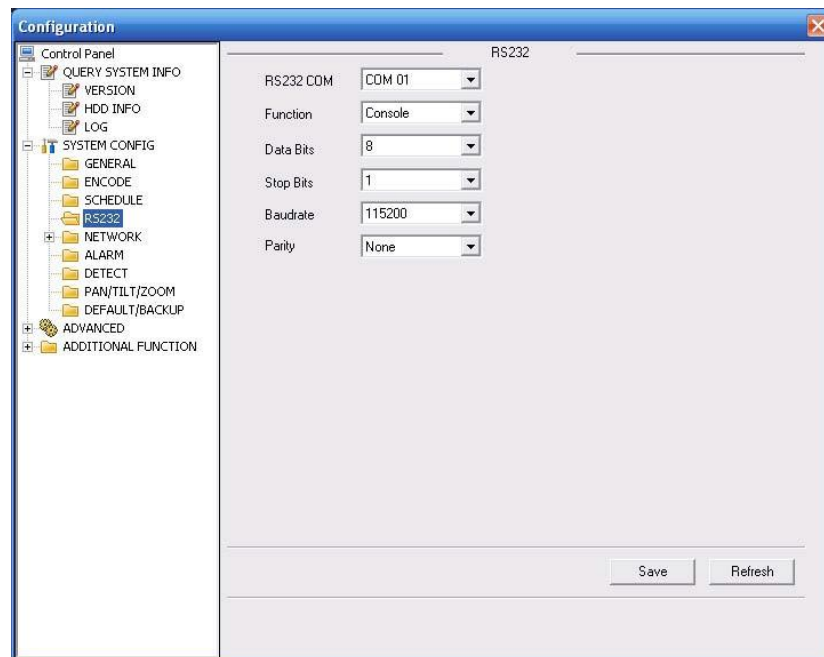 Configuration
Control Panel
QUERY SYSTEM INFO
VERSION
HDD INFO
LOG
SYSTEM CONFIG
GENERAL
ENCODE
SCHEDULE
RS232
NETWORK
ALARM
DETECT
PAN/TILT/ZOOM
DEFAULT/BACKUP
ADVANCED
ADDITIONAL FUNCTION
RS232
RS232 COM COM 01
Function Console
Data Bits 8
Stop Bits 1
Baudrate 115200
Parity None
Save Refresh